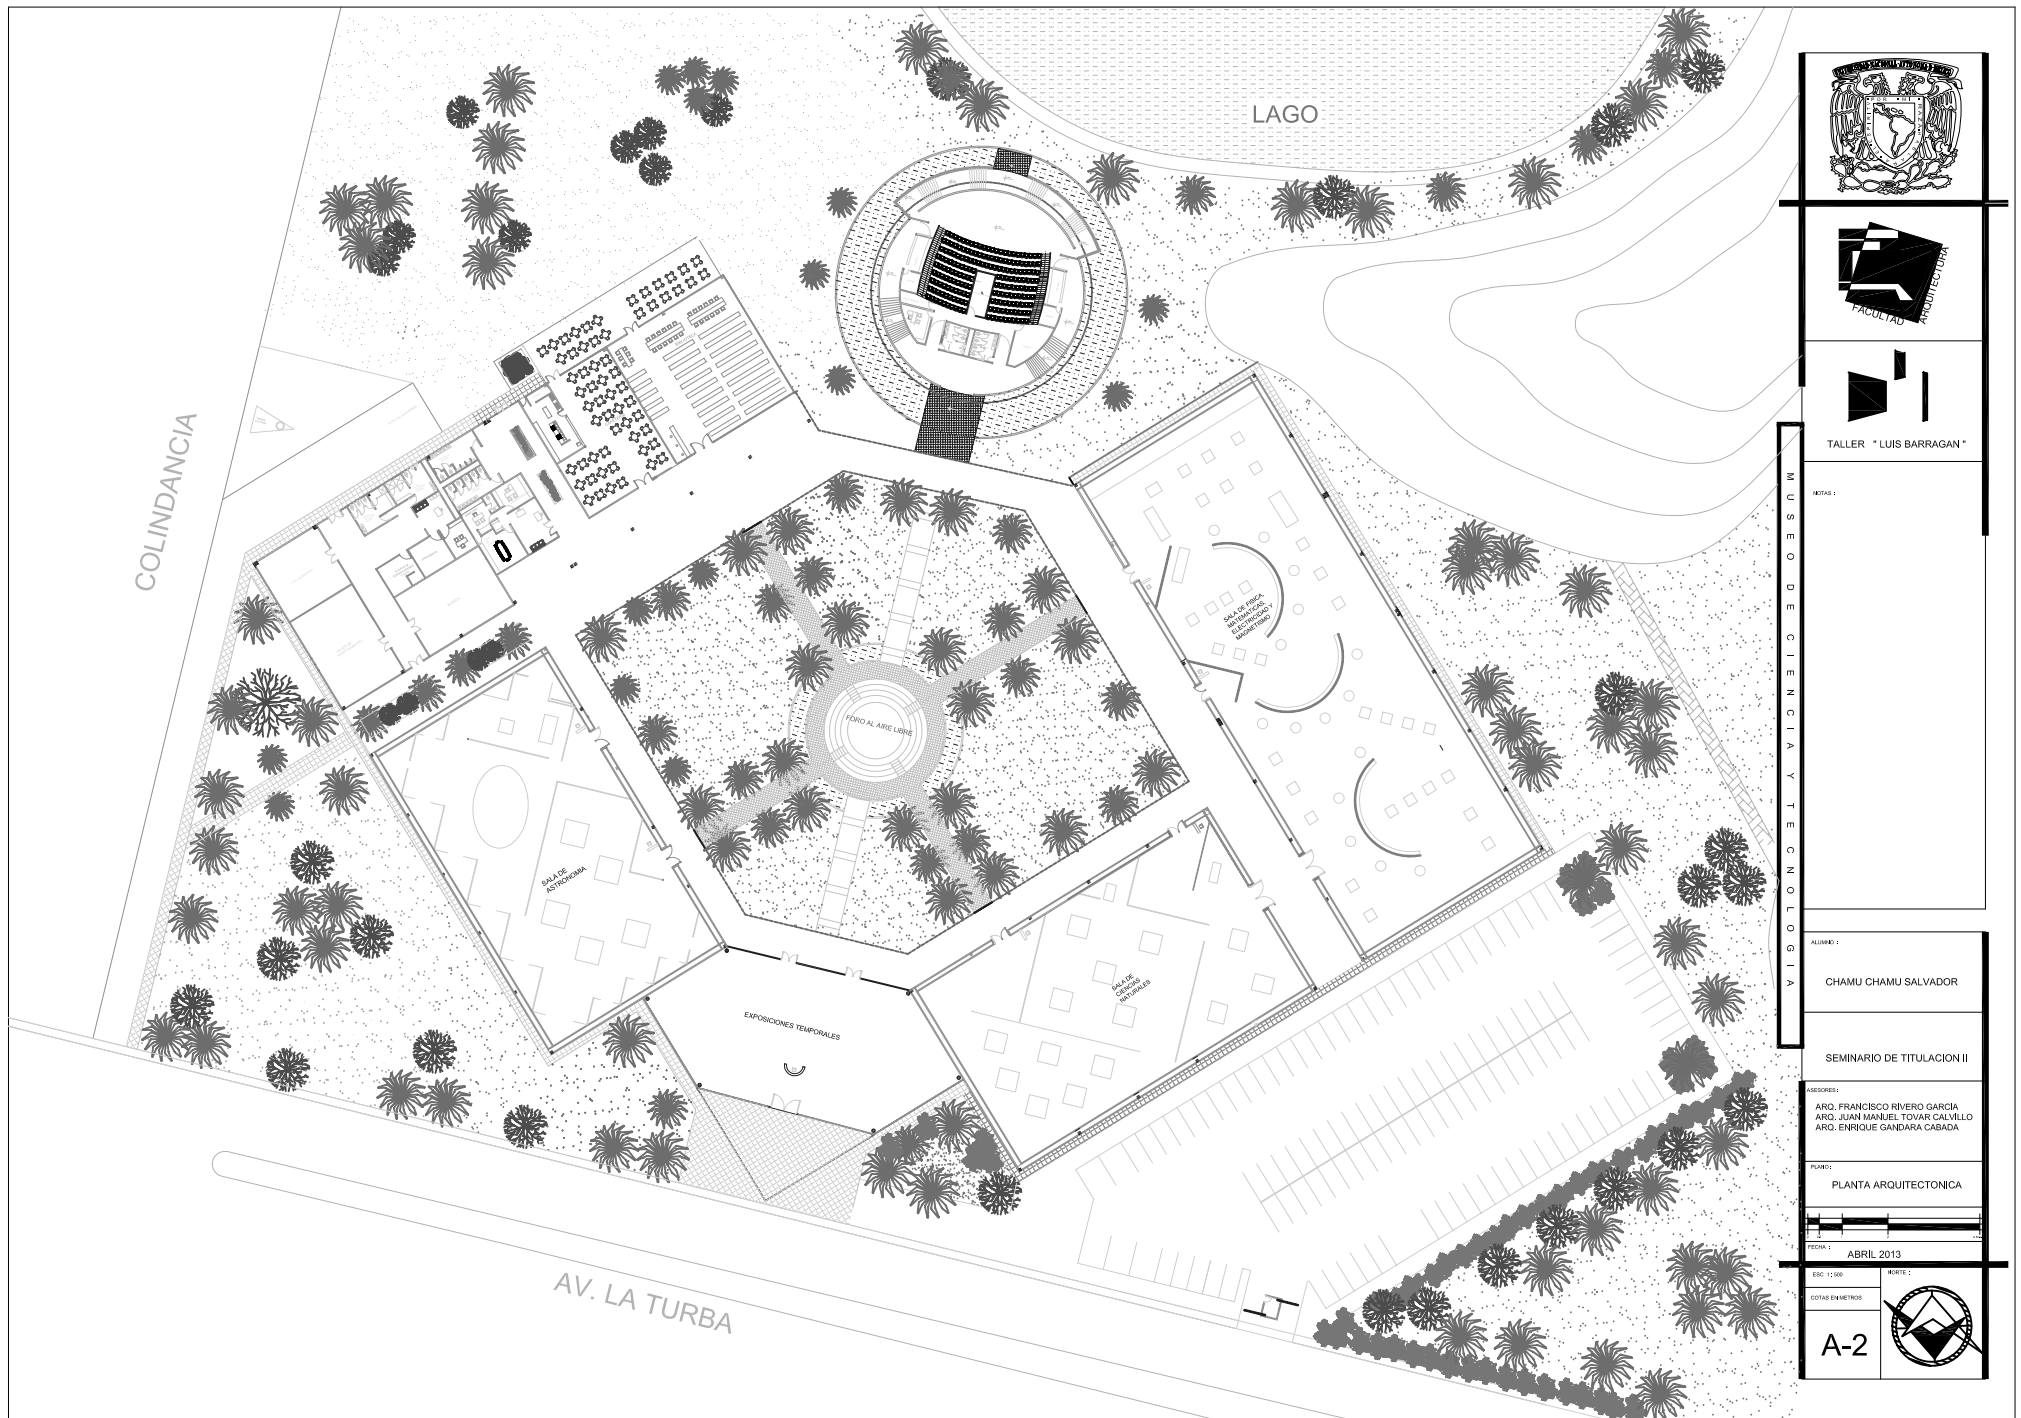 LAGO
COLINDANCIA
SALA DE FISICA,
MATEMATICAS,
ELECTRICIDAD Y
MAGNETISMO
FORO AL AIRE LIBRE
SALA DE
ASTRONOMIA
SALA DE
CIENCIAS
NATURALES
EXPOSICIONES TEMPORALES
AV. LA TURBA
MUSEO DE CIENCIA Y TECNOLOGIA
FACULTAD
ARQUITECTURA
TALLER " LUIS BARRAGAN "
NOTAS :
ALUMNO :
CHAMU CHAMU SALVADOR
SEMINARIO DE TITULACION II
ASESORES :
ARQ. FRANCISCO RIVERO GARCIA
ARQ. JUAN MANUEL TOVAR CALVILLO
ARQ. ENRIQUE GANDARA CABADA
PLANO :
PLANTA ARQUITECTONICA
FECHA :
ABRIL 2013
ESC 1 : 500
NORTE :
COTAS EN METROS
A-2